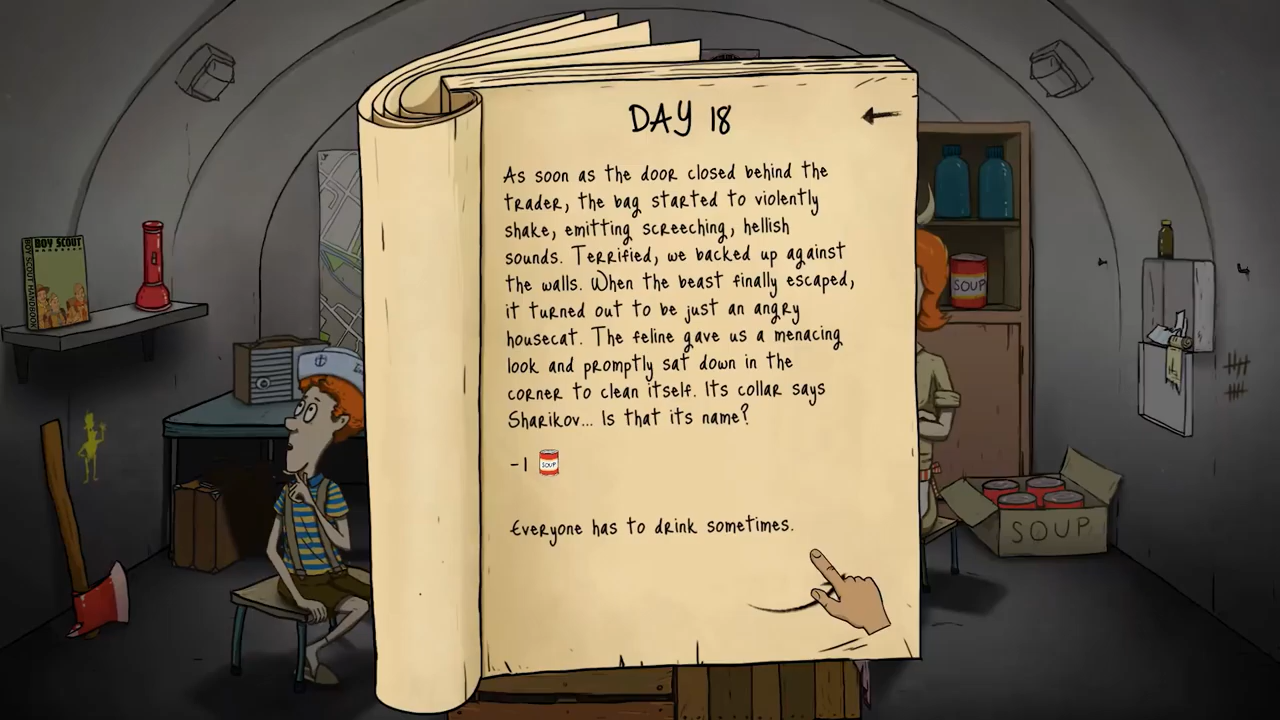 DAY 18
As soon as the door closed behind the
trader, the bag started to violently
shake, emitting screeching, hellish
sounds. Terrified, we backed up against
the walls. When the beast finally escaped,
it turned out to be just an angry
housecat. The feline gave us a menacing
look and promptly sat down in the
corner to clean itself. Its collar says
Sharikov... Is that its name?
-1 SOUP
Everyone has to drink sometimes.
BOY SCOUT
BOY SCOUT HANDBOOK
SOUP
SOUP